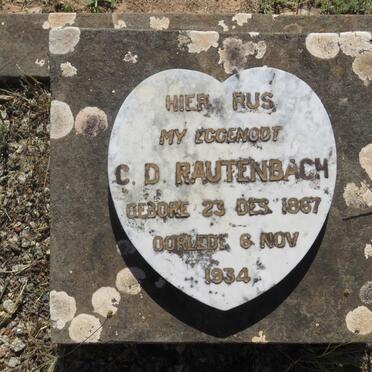 HIER RUS
MY EGGENOOT
C. D. RAUTENBACH
GEBORE 23 DES. 1867
OORLEDE 6 NOV
1934